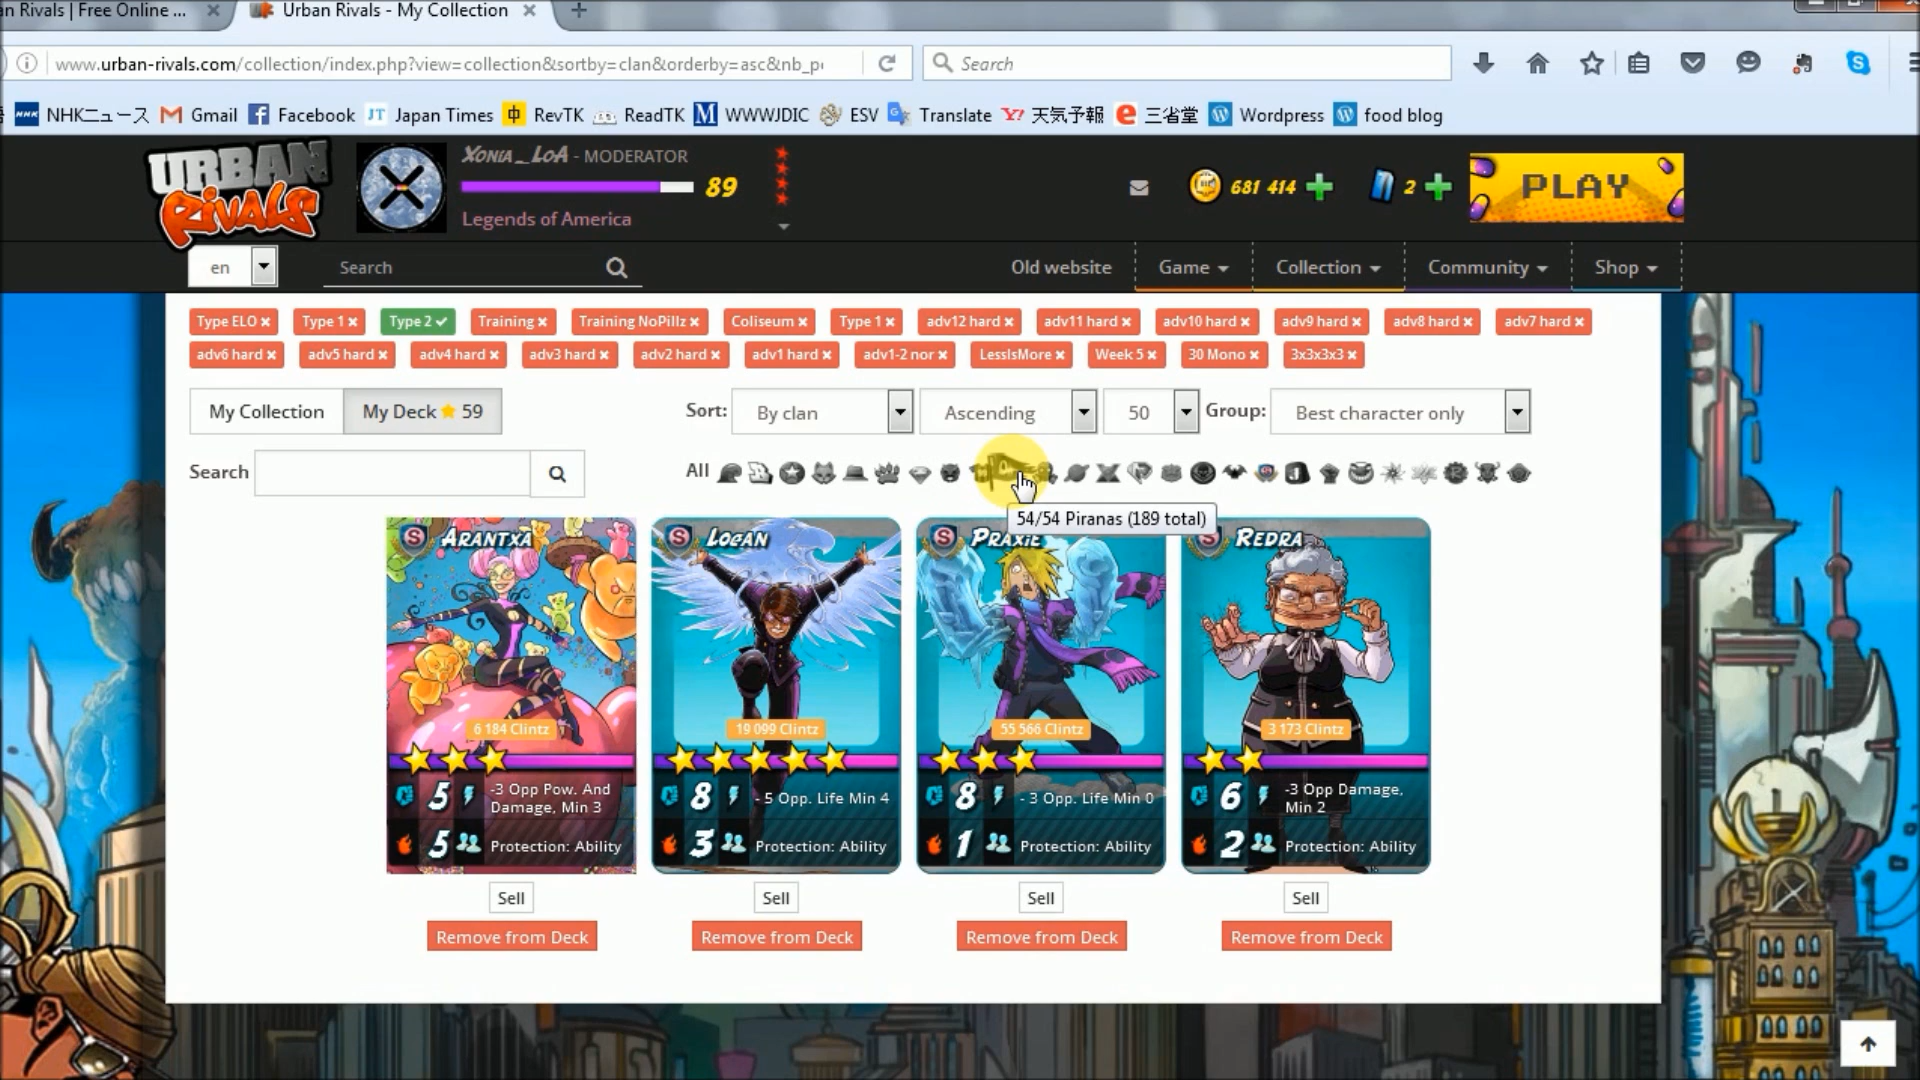 an Rivals | Free Online ...
Urban Rivals - My Collection
www.urban-rivals.com/collection/index.php?view=collection&sortby=clan&orderby=asc&nb_p
Search
NHKニュース Gmail Facebook JT Japan Times 中 RevTK ReadTK M WWWJDIC ESV Translate Y! 天気予報 e 三省堂 Wordpress food blog
URBAN RIVALS
XONIA_LOA - MODERATOR
89
Legends of America
681 414
2
PLAY
en
Search
Old website
Game
Collection
Community
Shop
Type ELO Type 1 Type 2 Training Training NoPillz Coliseum Type 1 adv12 hard adv11 hard adv10 hard adv9 hard adv8 hard adv7 hard
adv6 hard adv5 hard adv4 hard adv3 hard adv2 hard adv1 hard adv1-2 nor LessIsMore Week 5 30 Mono 3x3x3x3
My Collection
My Deck 59
Sort: By clan Ascending 50 Group: Best character only
Search
All
54/54 Piranas (189 total)
ARANTXA
6 184 Clintz
5 -3 Opp Pow. And
Damage, Min 3
5 Protection: Ability
Sell
Remove from Deck
LOGAN
19 099 Clintz
8 - 5 Opp. Life Min 4
3 Protection: Ability
Sell
Remove from Deck
PRAXIE
55 566 Clintz
8 - 3 Opp. Life Min 0
1 Protection: Ability
Sell
Remove from Deck
REDRA
3 173 Clintz
6 -3 Opp Damage,
Min 2
2 Protection: Ability
Sell
Remove from Deck